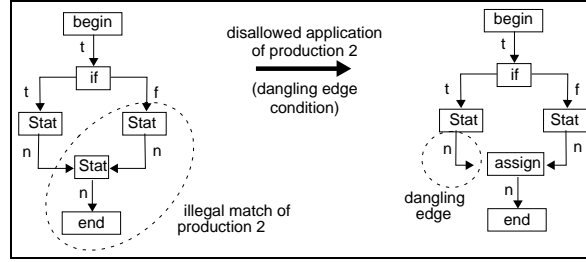 begin
t
if
t
f
Stat
Stat
n
n
Stat
n
end
illegal match of
production 2
disallowed application
of production 2
(dangling edge
condition)
begin
t
if
t
f
Stat
Stat
n
n
assign
n
end
dangling
edge